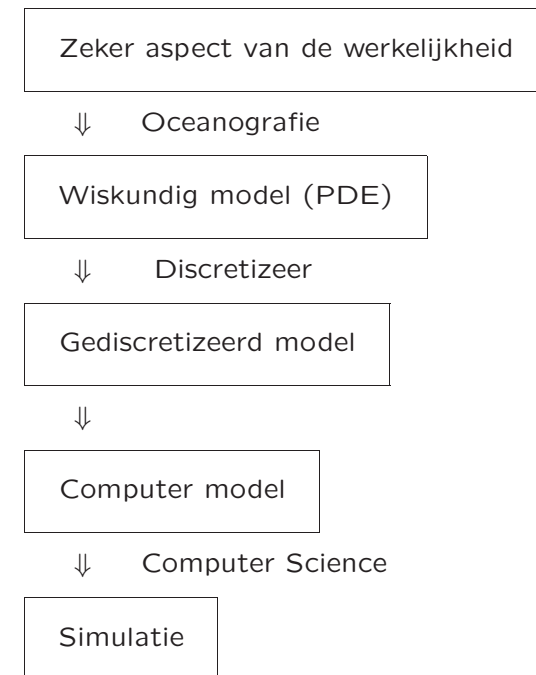 Zeker aspect van de werkelijkheid
⇓ Oceanografie
Wiskundig model (PDE)
⇓ Discretizeer
Gediscretizeerd model
⇓
Computer model
⇓ Computer Science
Simulatie